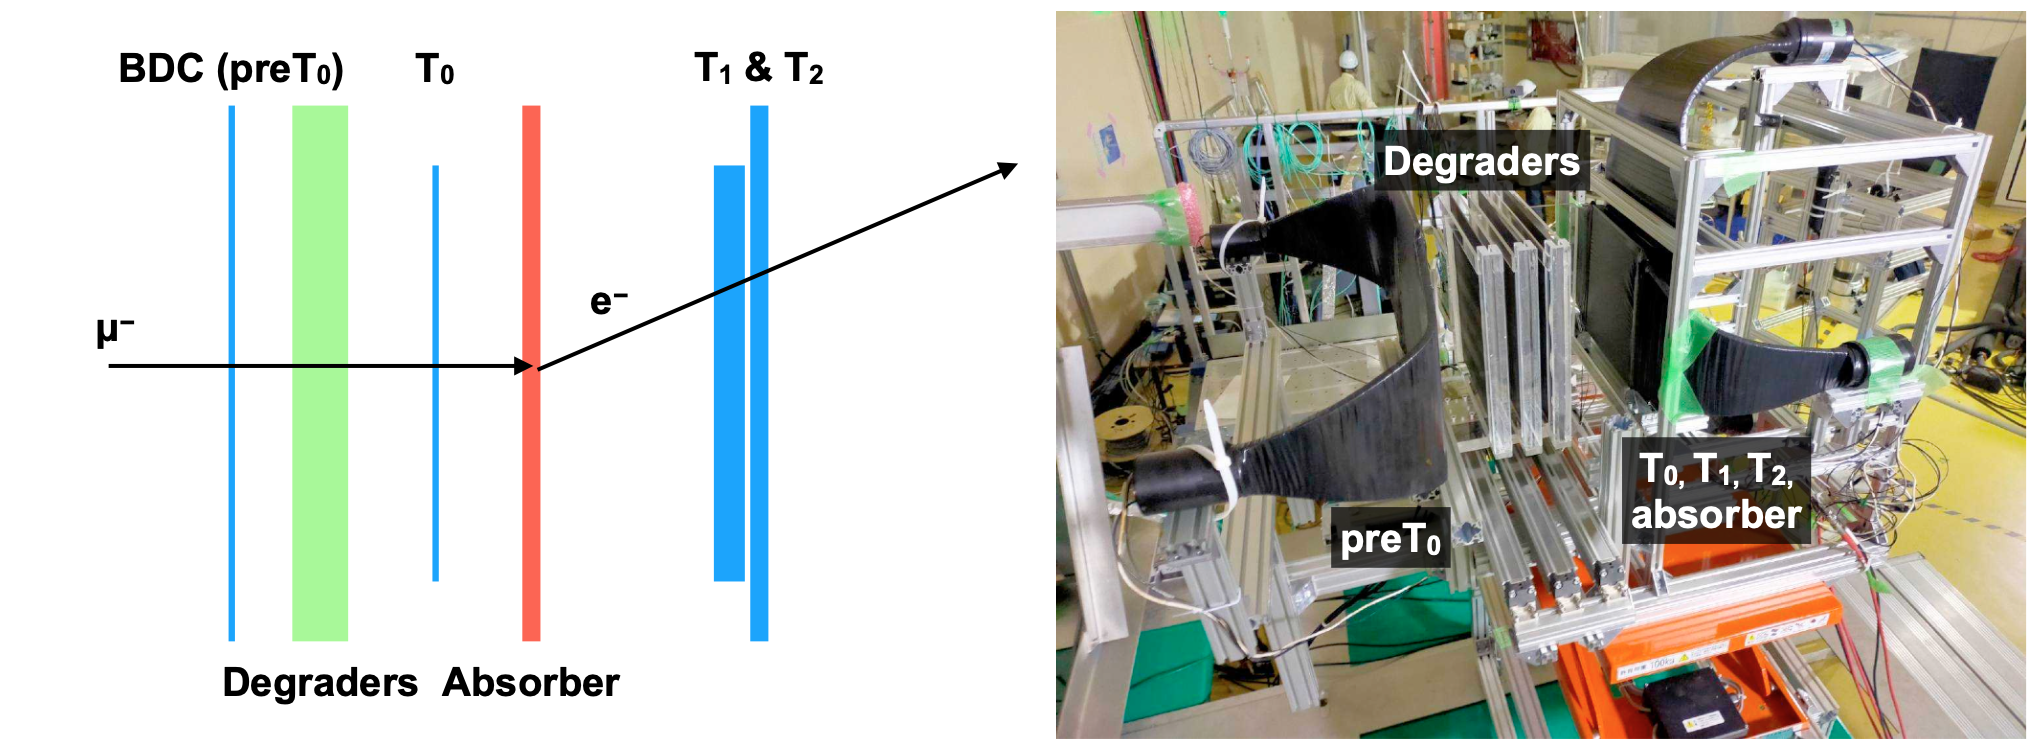 BDC (preT₀)
T₀
T₁ & T₂
μ⁻
e⁻
Degraders
Absorber
Degraders
preT₀
T₀, T₁, T₂,
absorber